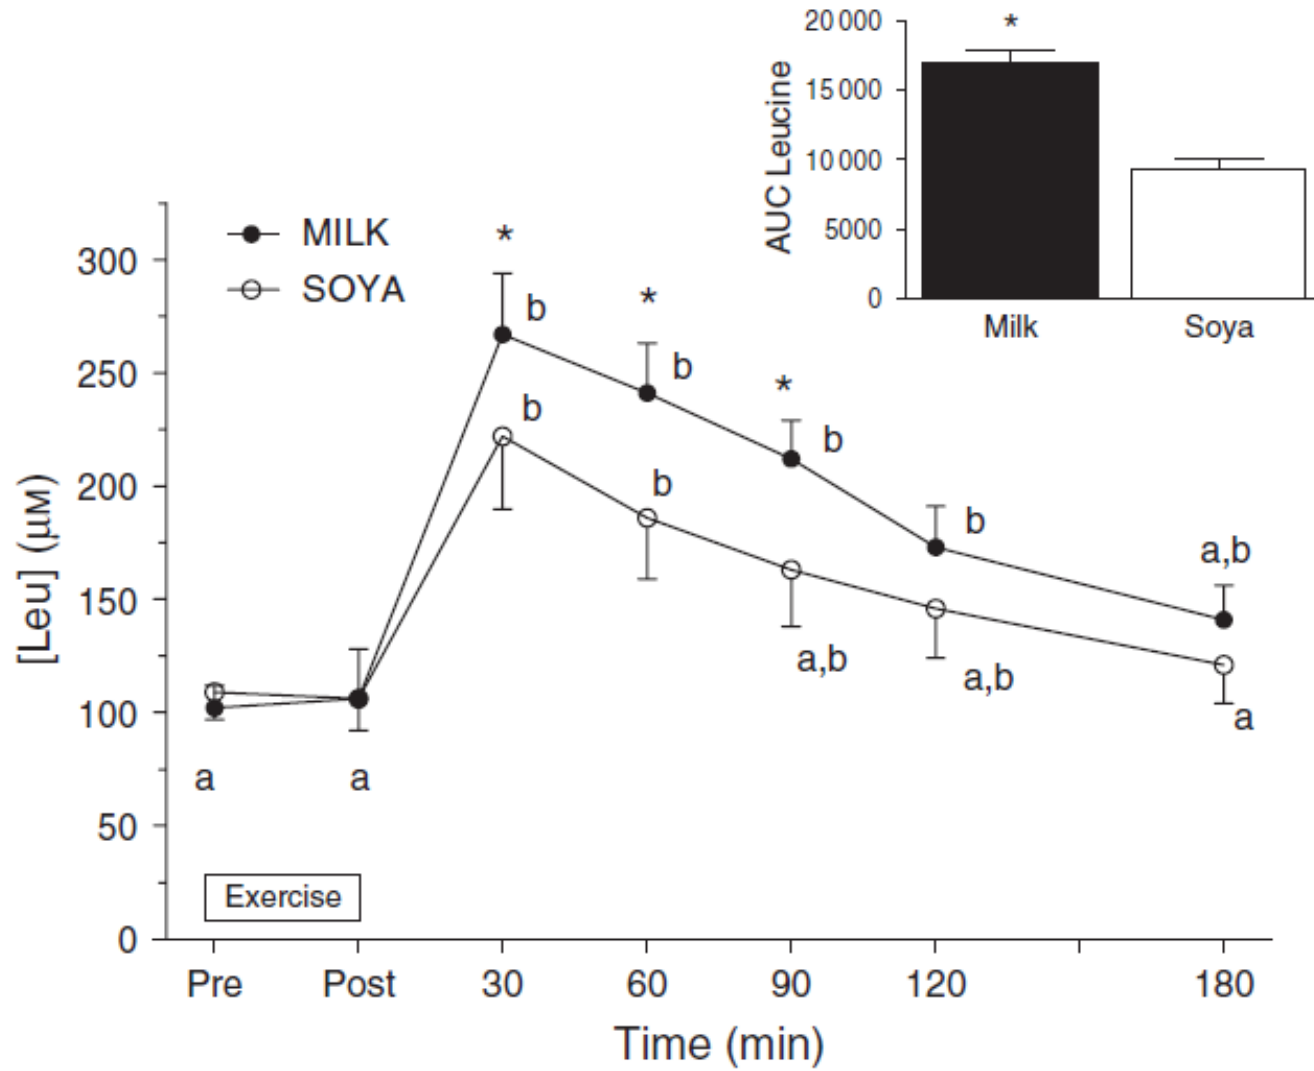 20 000
*
15 000
10 000
5000
0
AUC Leucine
Milk
Soya
MILK
SOYA
300
250
200
150
100
50
0
[Leu] (μM)
*
b
*
b
*
b
b
a,b
b
b
a,b
a,b
a
a
a
Exercise
Pre
Post
30
60
90
120
180
Time (min)